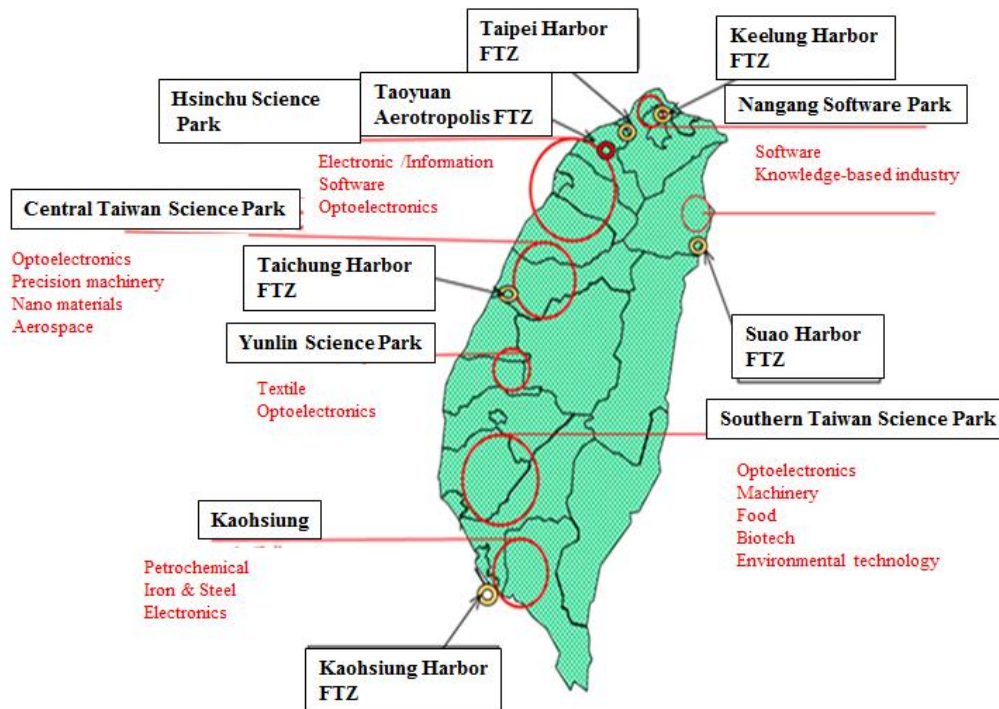 Taipei Harbor
FTZ
Keelung Harbor
FTZ
Hsinchu Science
Park
Taoyuan
Aerotropolis FTZ
Nangang Software Park
Electronic /Information
Software
Optoelectronics
Software
Knowledge-based industry
Central Taiwan Science Park
Optoelectronics
Precision machinery
Nano materials
Aerospace
Taichung Harbor
FTZ
Suao Harbor
FTZ
Yunlin Science Park
Textile
Optoelectronics
Southern Taiwan Science Park
Optoelectronics
Machinery
Food
Biotech
Environmental technology
Kaohsiung
Petrochemical
Iron & Steel
Electronics
Kaohsiung Harbor
FTZ